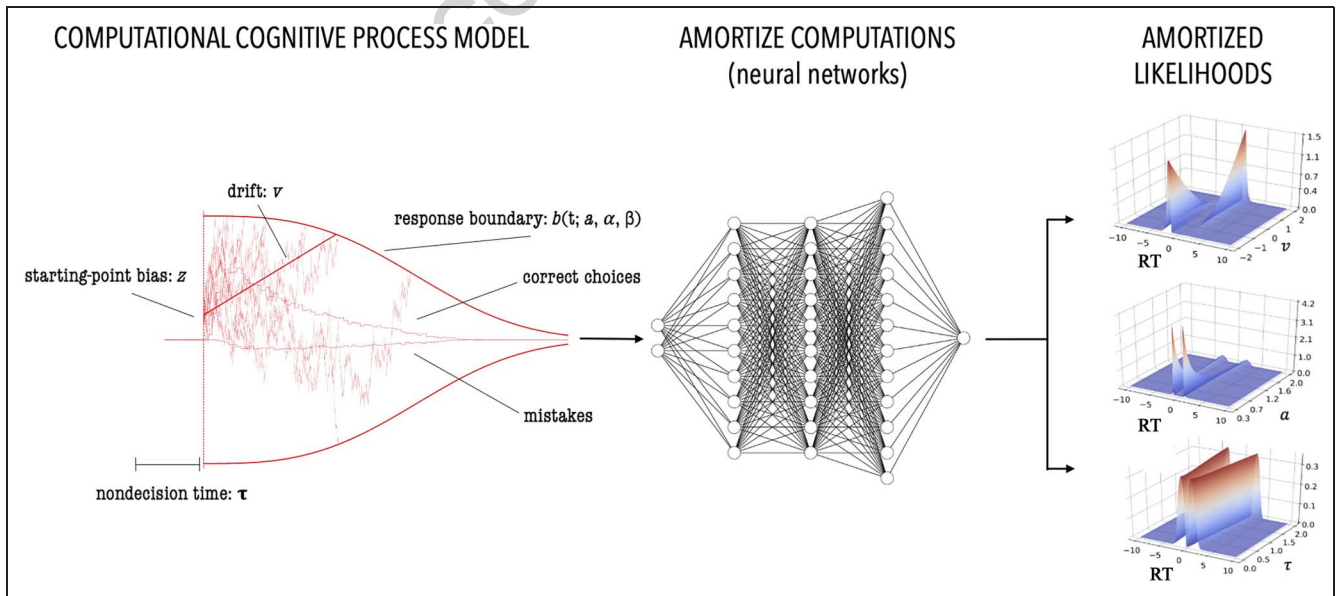 COMPUTATIONAL COGNITIVE PROCESS MODEL
drift: v
response boundary: b(t; a, α, β)
starting-point bias: z
correct choices
mistakes
nondecision time: τ
AMORTIZE COMPUTATIONS
(neural networks)
AMORTIZED
LIKELIHOODS
1.5
1.1
0.7
0.4
0.0
−10 −5 0 5 10
−2 −1 0 1 2
RT
v
4.2
3.1
2.1
1.0
0.0
−10 −5 0 5 10
0.3 0.7 1.2 1.6 2.0
RT
a
0.3
0.2
0.1
0.0
−10 −5 0 5 10
0.0 0.5 1.0 1.5 2.0
RT
τ